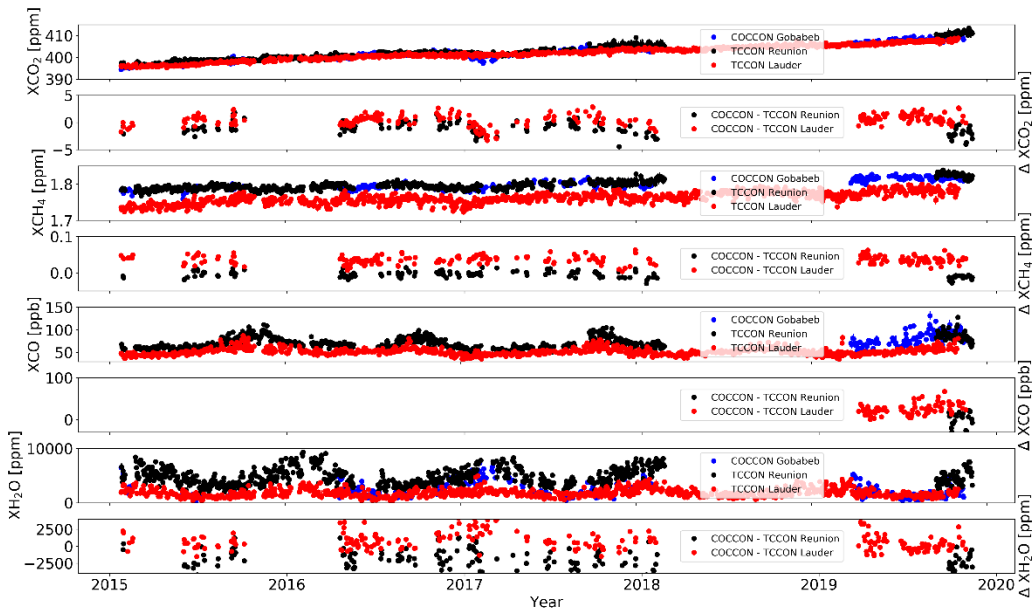 XCO₂ [ppm]
410
400
390
COCCON Gobabeb
TCCON Reunion
TCCON Lauder
5
0
−5
COCCON - TCCON Reunion
COCCON - TCCON Lauder
Δ XCO₂ [ppm]
XCH₄ [ppm]
1.8
1.7
COCCON Gobabeb
TCCON Reunion
TCCON Lauder
0.1
0.0
COCCON - TCCON Reunion
COCCON - TCCON Lauder
Δ XCH₄ [ppm]
XCO [ppb]
150
100
50
COCCON Gobabeb
TCCON Reunion
TCCON Lauder
100
0
COCCON - TCCON Reunion
COCCON - TCCON Lauder
Δ XCO [ppb]
XH₂O [ppm]
10000
5000
0
COCCON Gobabeb
TCCON Reunion
TCCON Lauder
2500
0
−2500
COCCON - TCCON Reunion
COCCON - TCCON Lauder
Δ XH₂O [ppm]
2015 2016 2017 2018 2019 2020
Year